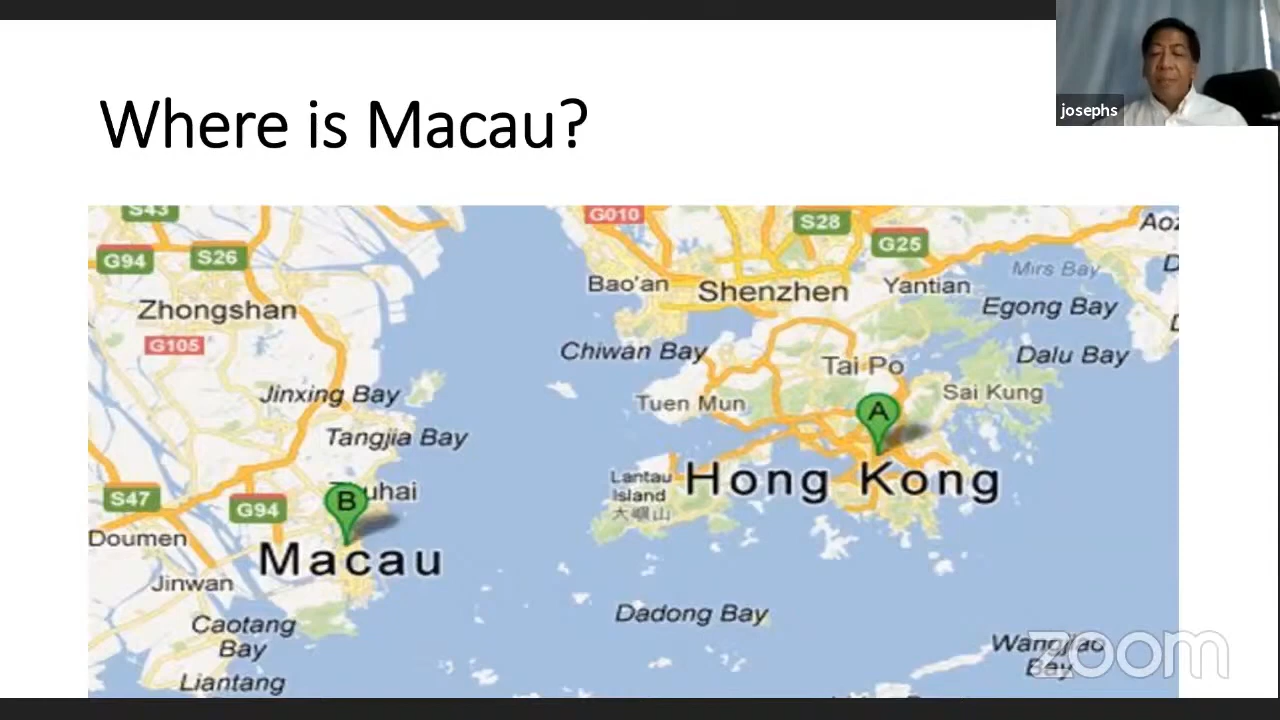 josephs
Where is Macau?
S43
G010
S28
G25
G94
S26
Mirs Bay
Bao'an
Shenzhen
Yantian
Egong Bay
Zhongshan
G105
Chiwan Bay
Dalu Bay
Tai Po
Jinxing Bay
Tuen Mun
A
Sai Kung
Tangjia Bay
Lantau
Island
大嶼山
Hong Kong
S47
G94
B
Doumen
Macau
Jinwan
Caotang
Bay
Dadong Bay
Liantang
zoom